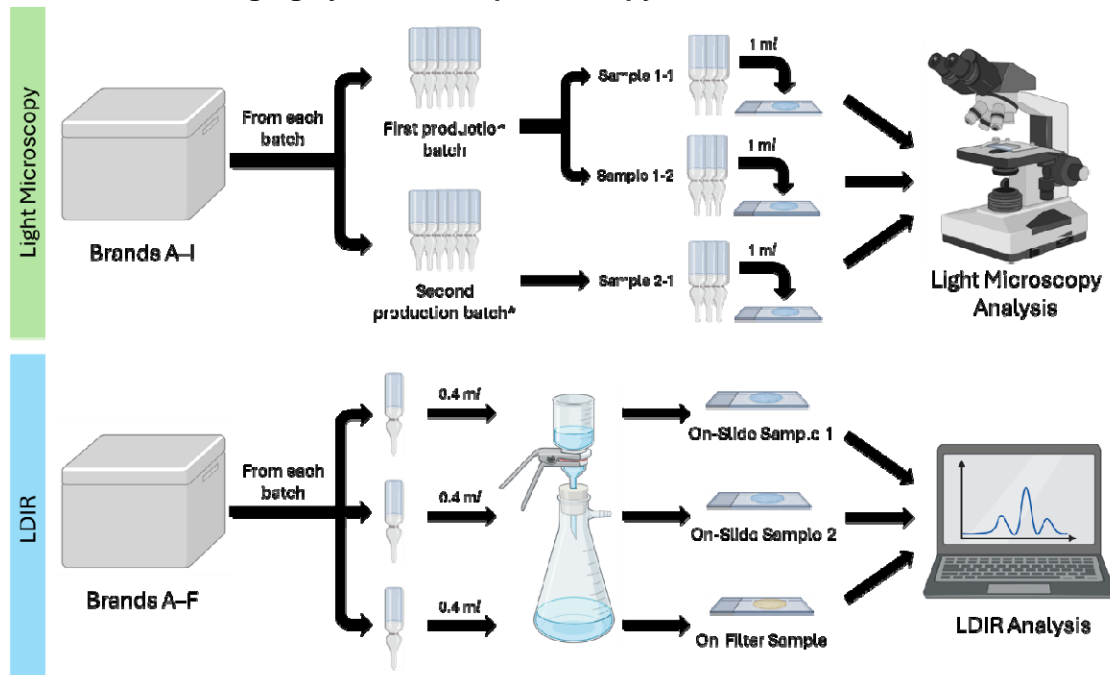 Light Microscopy
Brands A–I
From each
batch
First production
batch
Second
production batch*
Sample 1-1
Sample 1-2
Sample 2-1
1 ml
1 ml
1 ml
Light Microscopy
Analysis
LDIR
Brands A–F
From each
batch
0.4 ml
0.4 ml
0.4 ml
On-Slide Sample 1
On-Slide Sample 2
On Filter Sample
LDIR Analysis